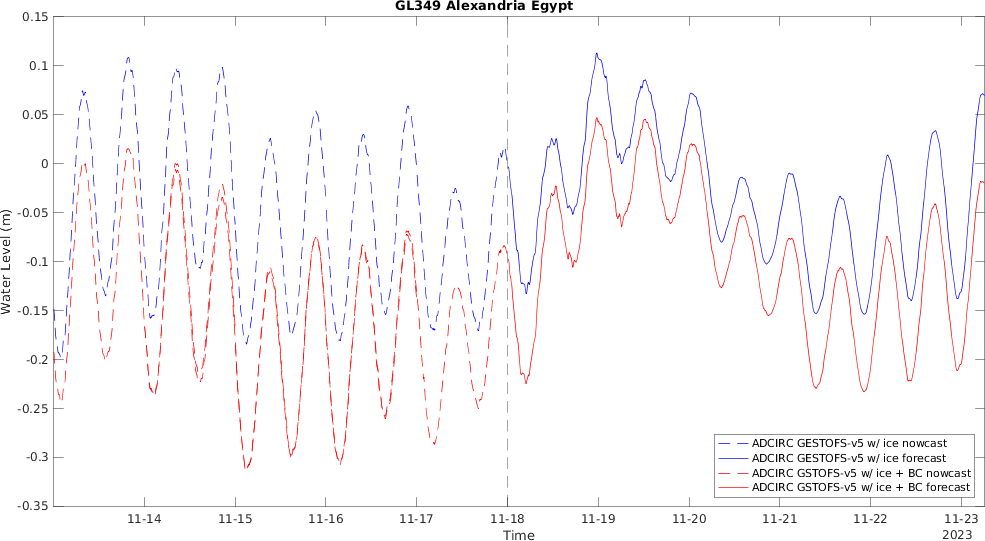 GL349 Alexandria Egypt
0.15
0.1
0.05
0
-0.05
-0.1
-0.15
-0.2
-0.25
-0.3
-0.35
Water Level (m)
11-14 11-15 11-16 11-17 11-18 11-19 11-20 11-21 11-22 11-23
Time
2023
ADCIRC GESTOFS-v5 w/ ice nowcast
ADCIRC GESTOFS-v5 w/ ice forecast
ADCIRC GSTOFS-v5 w/ ice + BC nowcast
ADCIRC GSTOFS-v5 w/ ice + BC forecast